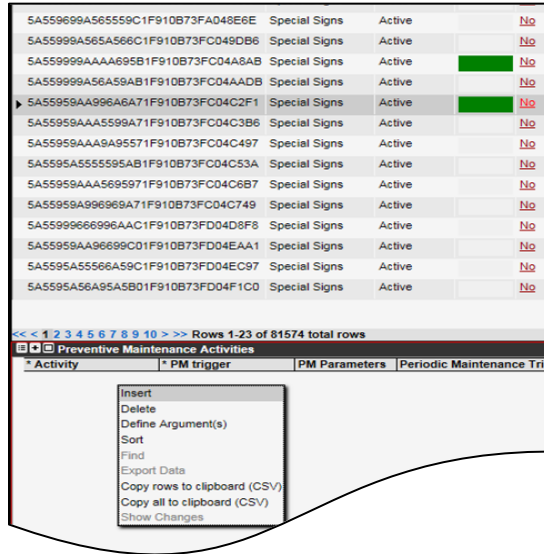 5A559699A565559C1F910B73FA048E6E Special Signs Active No
5A55999A565A566C1F910B73FC049DB6 Special Signs Active No
5A559999AAAA695B1F910B73FC04A8AB Special Signs Active No
5A559999A56A59AB1F910B73FC04AADB Special Signs Active No
5A55959AA996A6A71F910B73FC04C2F1 Special Signs Active No
5A55959AAA5599A71F910B73FC04C3B6 Special Signs Active No
5A55959AAA9A95571F910B73FC04C497 Special Signs Active No
5A5595A5555595AB1F910B73FC04C53A Special Signs Active No
5A55959AAA5695971F910B73FC04C6B7 Special Signs Active No
5A55959A996969A71F910B73FC04C749 Special Signs Active No
5A55999666996AAC1F910B73FD04D8F8 Special Signs Active No
5A55959AA96699C01F910B73FD04EAA1 Special Signs Active No
5A5595A55566A59C1F910B73FD04EC97 Special Signs Active No
5A5595A56A95A5B01F910B73FD04F1C0 Special Signs Active No
<< < 1 2 3 4 5 6 7 8 9 10 > >> Rows 1-23 of 81574 total rows
Preventive Maintenance Activities
* Activity * PM trigger PM Parameters Periodic Maintenance Tri
Insert
Delete
Define Argument(s)
Sort
Find
Export Data
Copy rows to clipboard (CSV)
Copy all to clipboard (CSV)
Show Changes